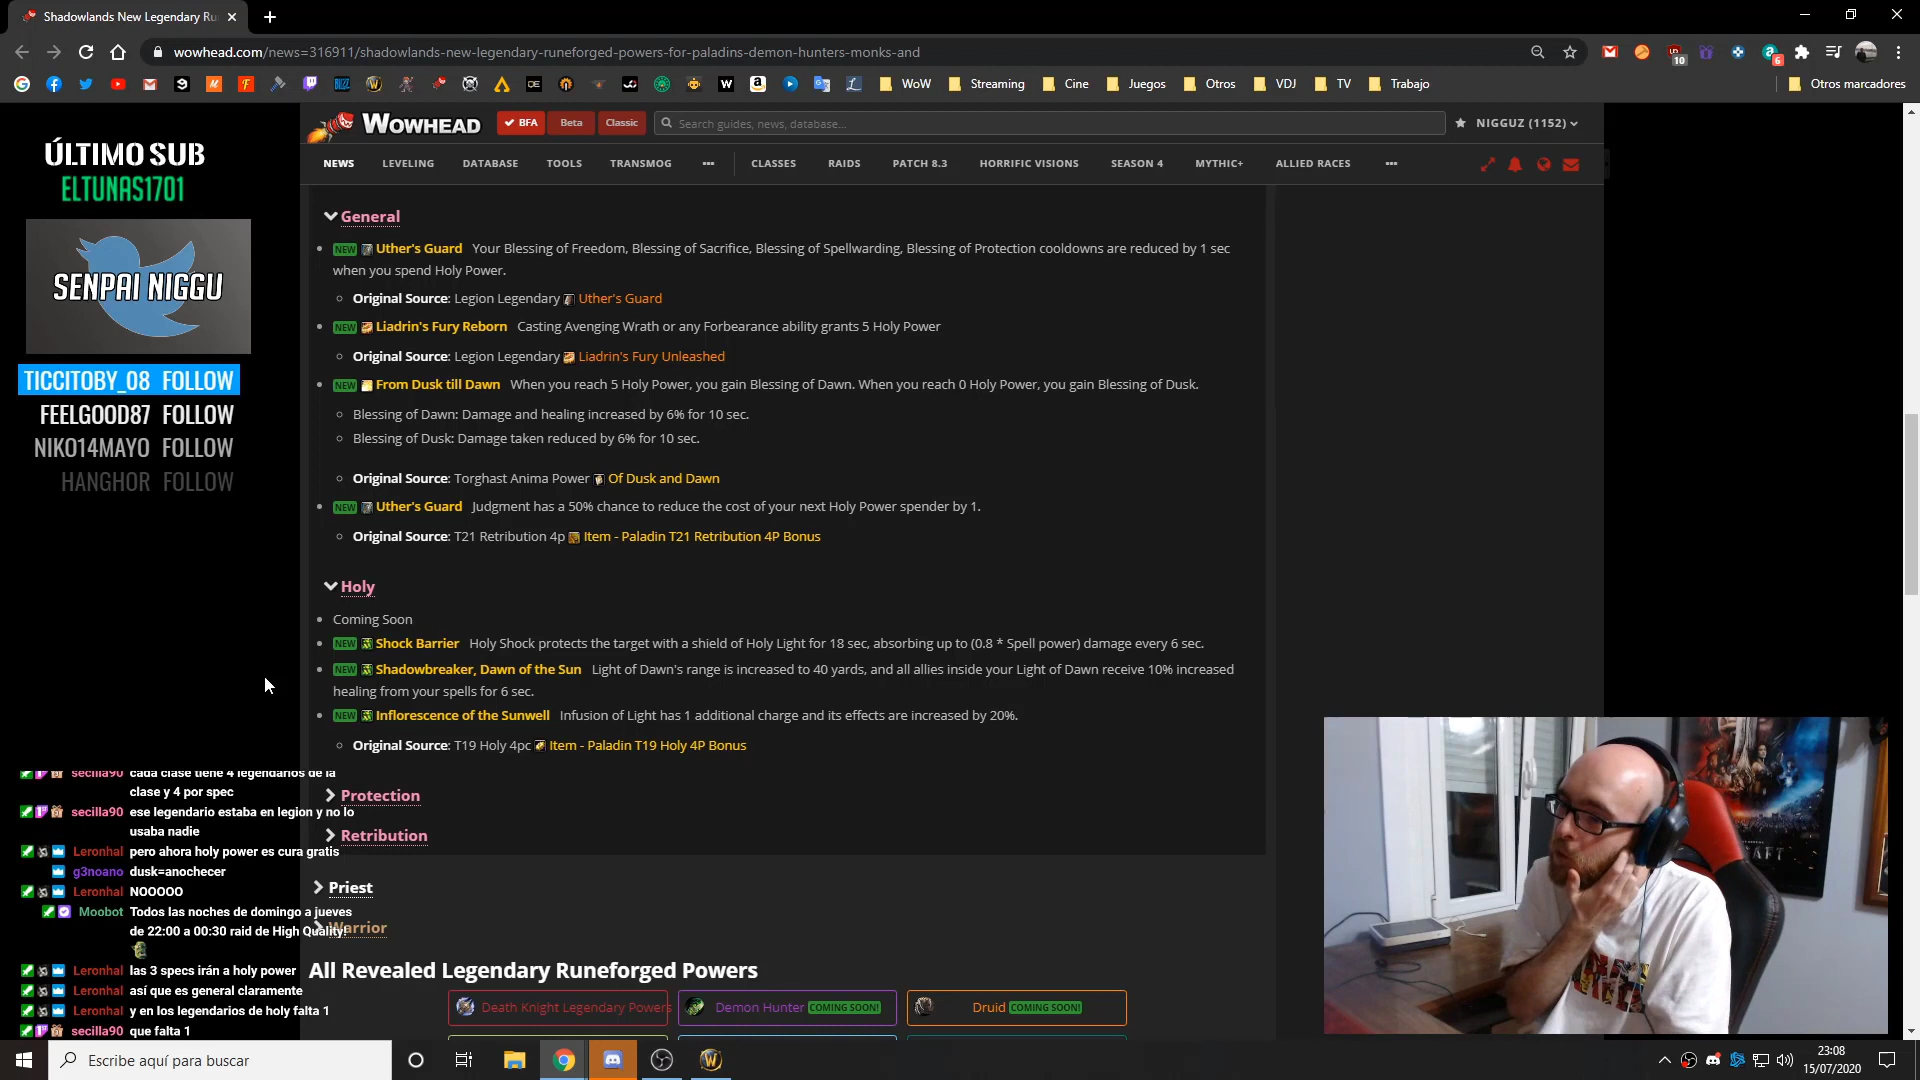 Shadowlands New Legendary Ru
wowhead.com/news=316911/shadowlands-new-legendary-runeforged-powers-for-paladins-demon-hunters-monks-and
10
6
WoW
Streaming
Cine
Juegos
Otros
VDJ
TV
Trabajo
Otros marcadores
WOWHEAD
BFA
Beta
Classic
Search guides, news, database...
NIGGUZ (1152)
NEWS
LEVELING
DATABASE
TOOLS
TRANSMOG
CLASSES
RAIDS
PATCH 8.3
HORRIFIC VISIONS
SEASON 4
MYTHIC+
ALLIED RACES
ÚLTIMO SUB
ELTUNAS1701
SENPAI NIGGU
TICCITOBY_08 FOLLOW
FEELGOOD87 FOLLOW
NIKO14MAYO FOLLOW
HANGHOR FOLLOW
General
NEW Uther's Guard Your Blessing of Freedom, Blessing of Sacrifice, Blessing of Spellwarding, Blessing of Protection cooldowns are reduced by 1 sec
when you spend Holy Power.
Original Source: Legion Legendary Uther's Guard
NEW Liadrin's Fury Reborn Casting Avenging Wrath or any Forbearance ability grants 5 Holy Power
Original Source: Legion Legendary Liadrin's Fury Unleashed
NEW From Dusk till Dawn When you reach 5 Holy Power, you gain Blessing of Dawn. When you reach 0 Holy Power, you gain Blessing of Dusk.
Blessing of Dawn: Damage and healing increased by 6% for 10 sec.
Blessing of Dusk: Damage taken reduced by 6% for 10 sec.
Original Source: Torghast Anima Power Of Dusk and Dawn
NEW Uther's Guard Judgment has a 50% chance to reduce the cost of your next Holy Power spender by 1.
Original Source: T21 Retribution 4p Item - Paladin T21 Retribution 4P Bonus
Holy
Coming Soon
NEW Shock Barrier Holy Shock protects the target with a shield of Holy Light for 18 sec, absorbing up to (0.8 * Spell power) damage every 6 sec.
NEW Shadowbreaker, Dawn of the Sun Light of Dawn's range is increased to 40 yards, and all allies inside your Light of Dawn receive 10% increased
healing from your spells for 6 sec.
NEW Inflorescence of the Sunwell Infusion of Light has 1 additional charge and its effects are increased by 20%.
Original Source: T19 Holy 4pc Item - Paladin T19 Holy 4P Bonus
Protection
Retribution
Priest
Warrior
All Revealed Legendary Runeforged Powers
Death Knight Legendary Powers
Demon Hunter COMING SOON!
Druid COMING SOON!
secilla90 cada clase tiene 4 legendarios de la
clase y 4 por spec
secilla90 ese legendario estaba en legion y no lo
usaba nadie
Leronhal pero ahora holy power es cura gratis
g3noano dusk=anochecer
Leronhal NOOOOO
Moobot Todos las noches de domingo a jueves
de 22:00 a 00:30 raid de High Quality!
Leronhal las 3 specs irán a holy power
Leronhal así que es general claramente
Leronhal y en los legendarios de holy falta 1
secilla90 que falta 1
Escribe aquí para buscar
23:08
15/07/2020